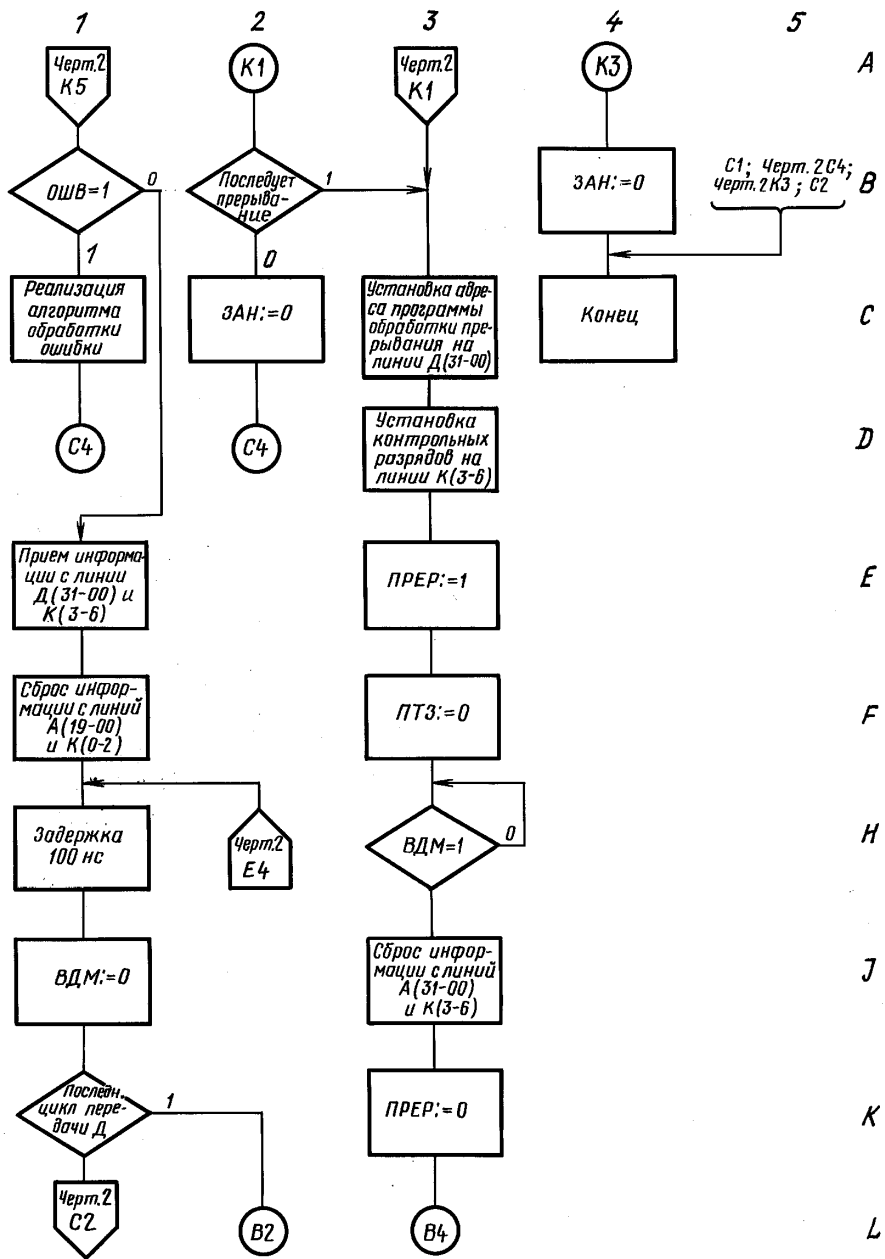 1 2 3 4 5
A
B
C
D
E
F
H
J
K
L
Черт.2
К5
ОШВ=1
0
1
Реализация
алгоритма
обработки
ошибки
С4
Прием информа-
ции с линии
Д(31-00) и
К(3-6)
Сброс инфор-
мации с линий
А(19-00)
и К(0-2)
Задержка
100 нс
ВДМ:=0
Последн.
цикл пере-
дачи Д
1
Черт.2
С2
К1
Последует
прерыва-
ние
1
0
ЗАН:=0
С4
Черт.2
Е4
В2
Черт.2
К1
Установка адре-
са программы
обработки пре-
рывания на
линии Д(31-00)
Установка
контрольных
разрядов на
линии К(3-6)
ПРЕР:=1
ПТЗ:=0
ВДМ=1
0
Сброс инфор-
мации с линий
А(31-00)
и К(3-6)
ПРЕР:=0
В4
К3
ЗАН:=0
Конец
С1; Черт.2С4;
Черт.2К3; С2